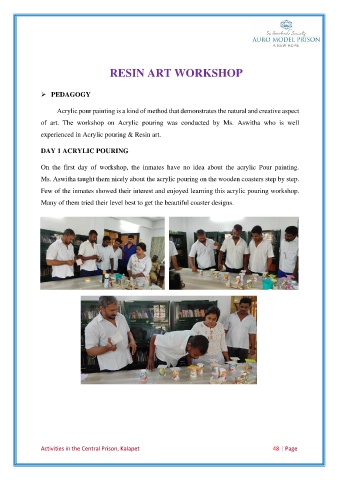 Sri Aurobindo Society
AURO MODEL PRISON
A NEW HOPE
RESIN ART WORKSHOP
➤ PEDAGOGY
Acrylic pour painting is a kind of method that demonstrates the natural and creative aspect
of art. The workshop on Acrylic pouring was conducted by Ms. Aswitha who is well
experienced in Acrylic pouring & Resin art.
DAY 1 ACRYLIC POURING
On the first day of workshop, the inmates have no idea about the acrylic Pour painting.
Ms. Aswitha taught them nicely about the acrylic pouring on the wooden coasters step by step.
Few of the inmates showed their interest and enjoyed learning this acrylic pouring workshop.
Many of them tried their level best to get the beautiful coaster designs.
Activities in the Central Prison, Kalapet 48 | Page